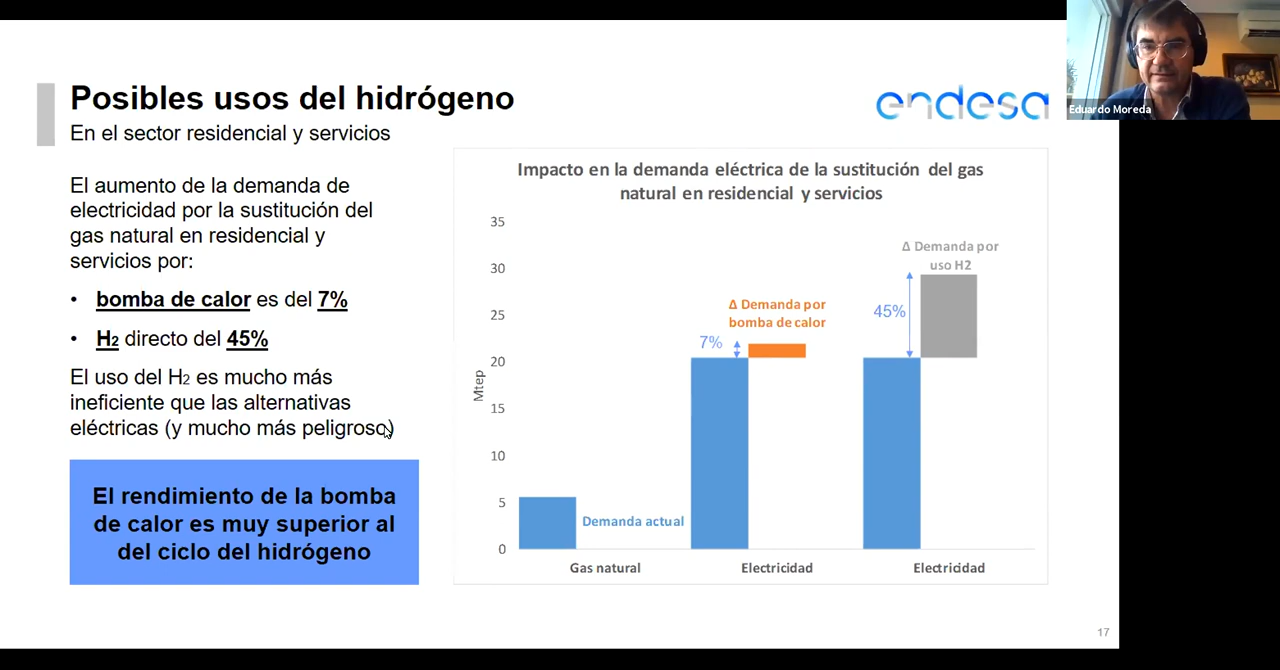 Posibles usos del hidrógeno
En el sector residencial y servicios
endesa
Eduardo Moreda
El aumento de la demanda de
electricidad por la sustitución del
gas natural en residencial y
servicios por:
• bomba de calor es del 7%
• H2 directo del 45%
El uso del H2 es mucho más
ineficiente que las alternativas
eléctricas (y mucho más peligroso)
El rendimiento de la bomba
de calor es muy superior al
del ciclo del hidrógeno
Impacto en la demanda eléctrica de la sustitución del gas
natural en residencial y servicios
Mtep
35
30
25
20
15
10
5
0
Demanda actual
7%
Δ Demanda por
bomba de calor
45%
Δ Demanda por
uso H2
Gas natural
Electricidad
Electricidad
17